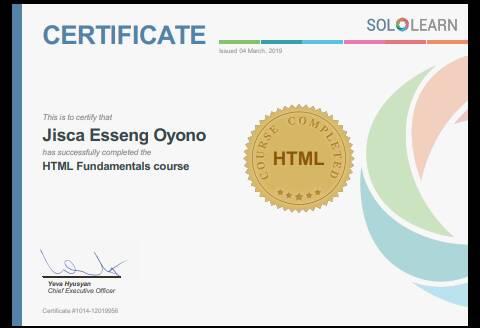 CERTIFICATE
SOLOLEARN
Issued 04 March, 2019
This is to certify that
Jisca Esseng Oyono
has successfully completed the
HTML Fundamentals course
COURSE COMPLETED
HTML
Yeva Hyusyan
Chief Executive Officer
Certificate #1014-12019956